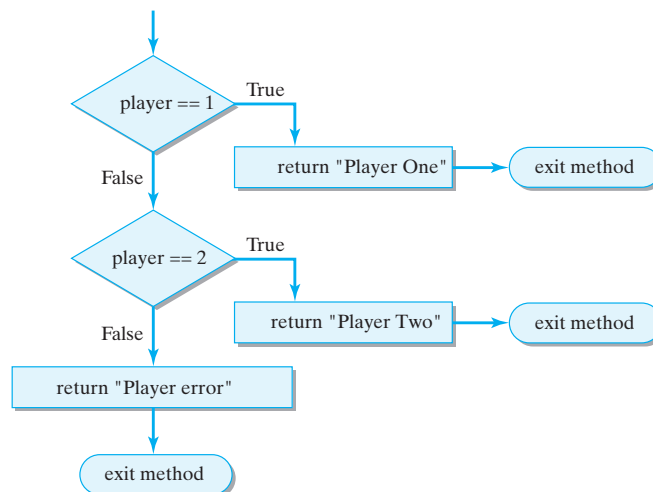 True
player == 1
return "Player One"
exit method
False
True
player == 2
return "Player Two"
exit method
False
return "Player error"
exit method